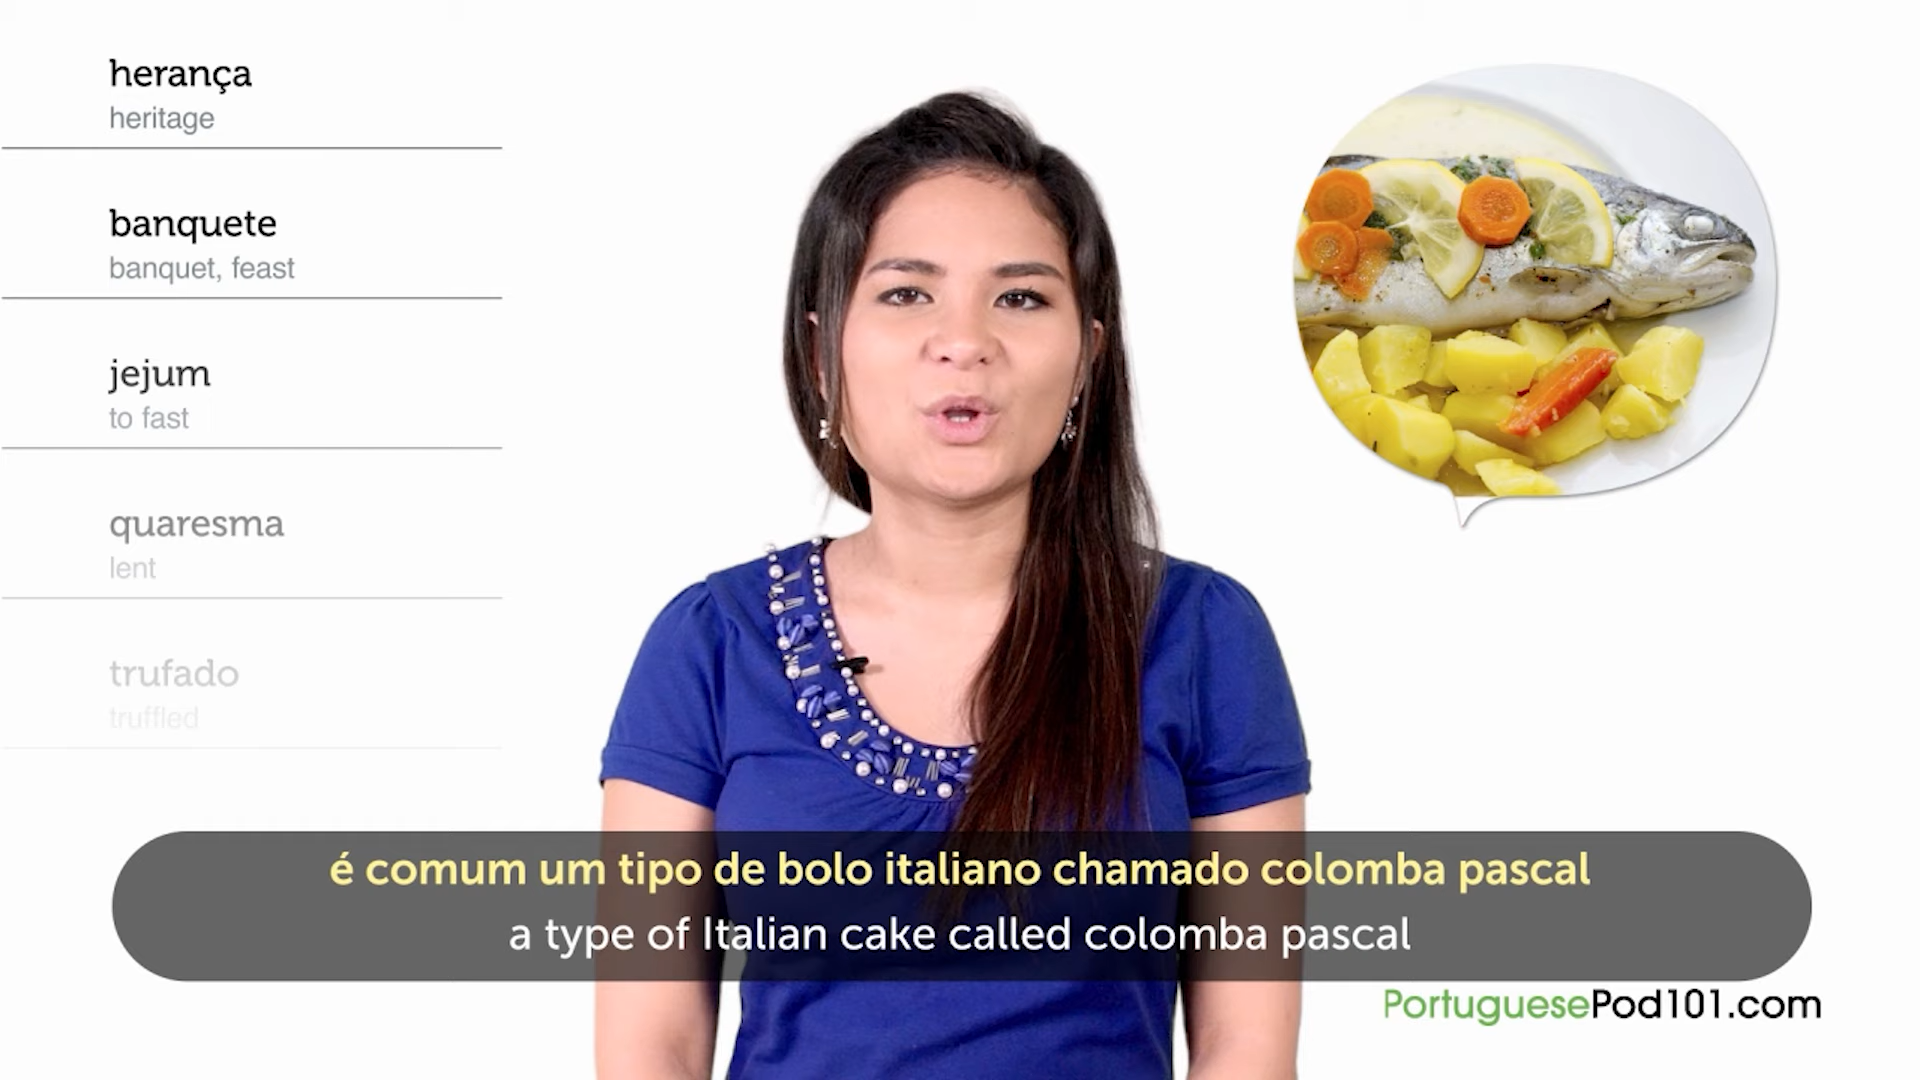 herança
heritage
banquete
banquet, feast
jejum
to fast
quaresma
lent
trufado
truffled
é comum um tipo de bolo italiano chamado colomba pascal
a type of Italian cake called colomba pascal
PortuguesePod101.com